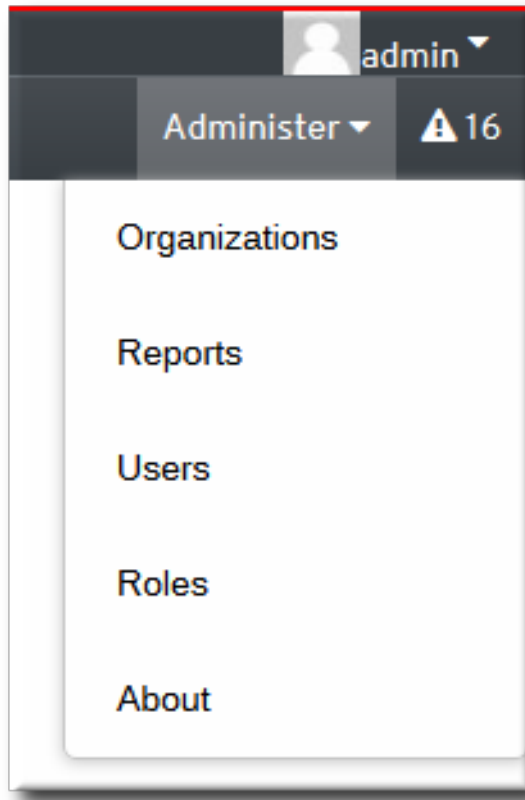 admin
Administer 16
Organizations
Reports
Users
Roles
About